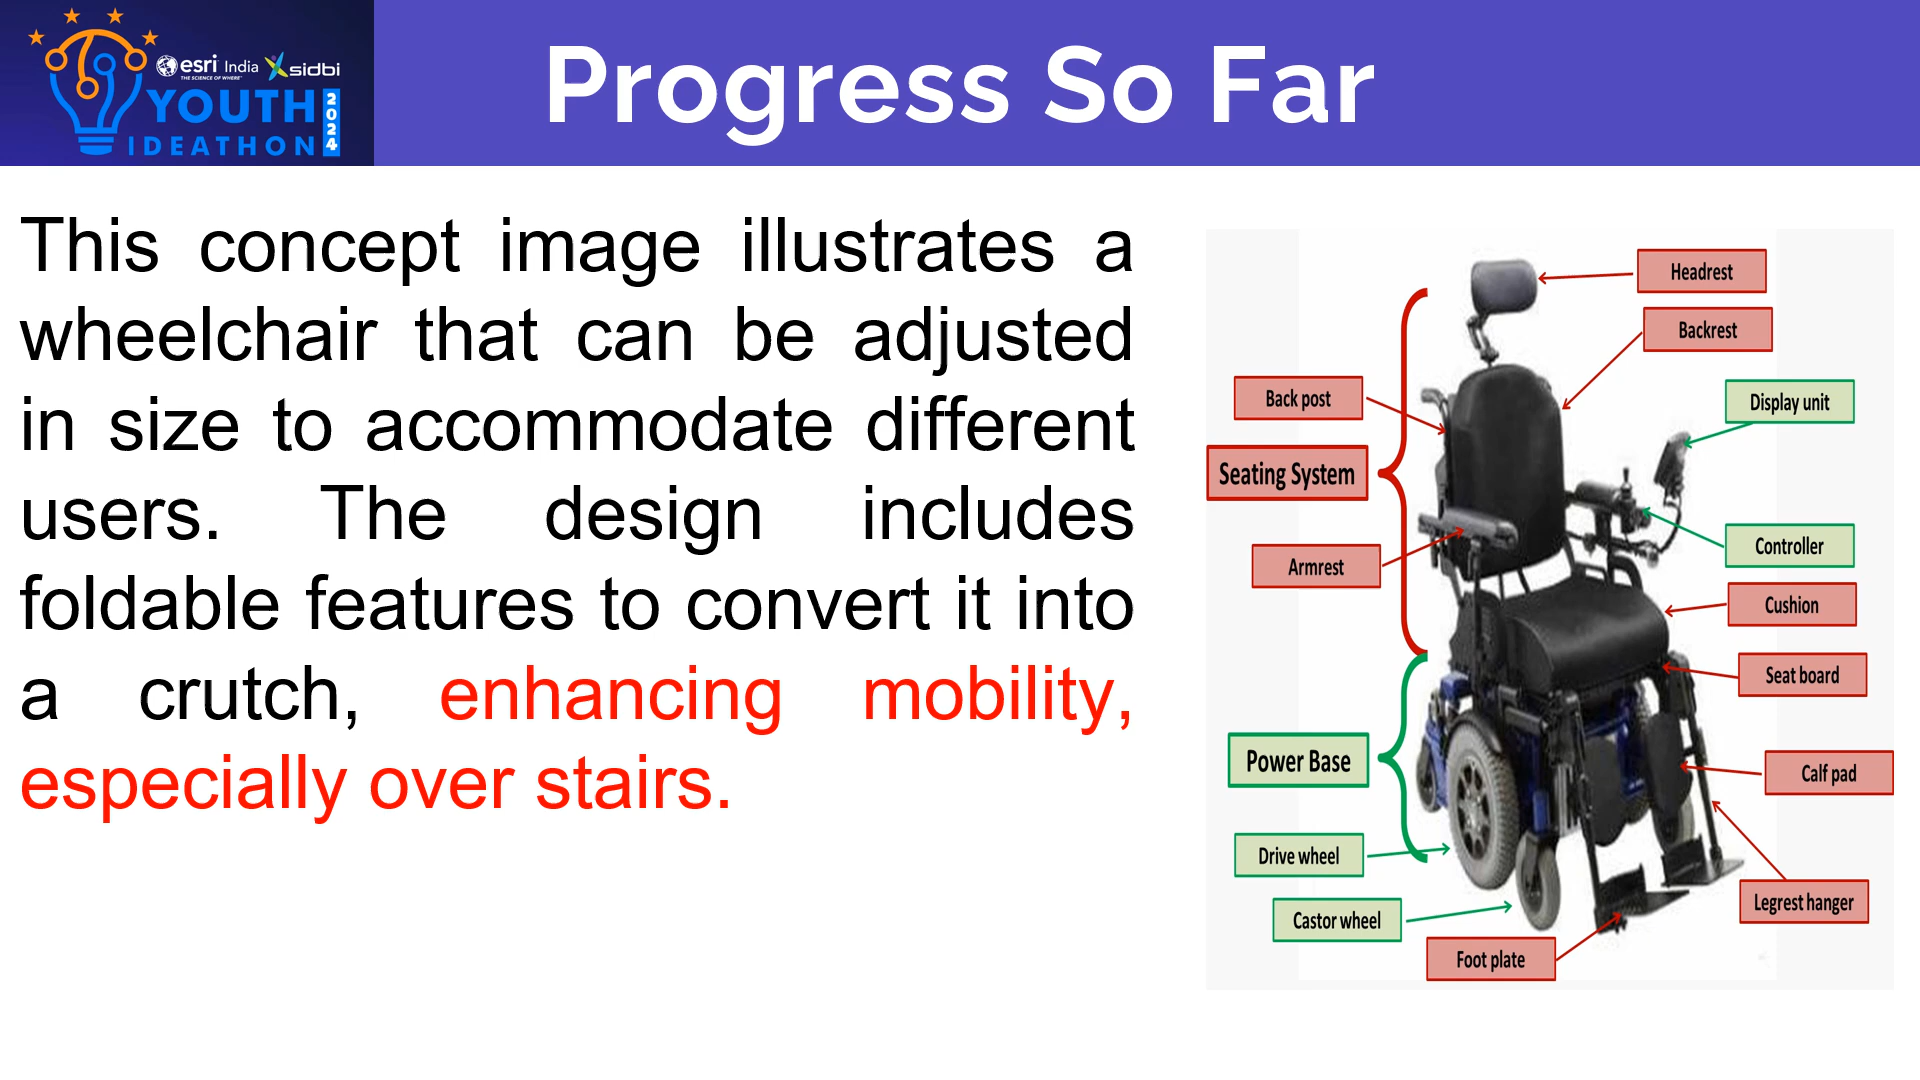 esri India sidbi
THE SCIENCE OF WHERE
YOUTH
IDEATHON
2024
Progress So Far
This concept image illustrates a
wheelchair that can be adjusted
in size to accommodate different
users. The design includes
foldable features to convert it into
a crutch, enhancing mobility,
especially over stairs.
Headrest
Backrest
Back post
Display unit
Seating System
Controller
Armrest
Cushion
Seat board
Power Base
Calf pad
Drive wheel
Legrest hanger
Castor wheel
Foot plate